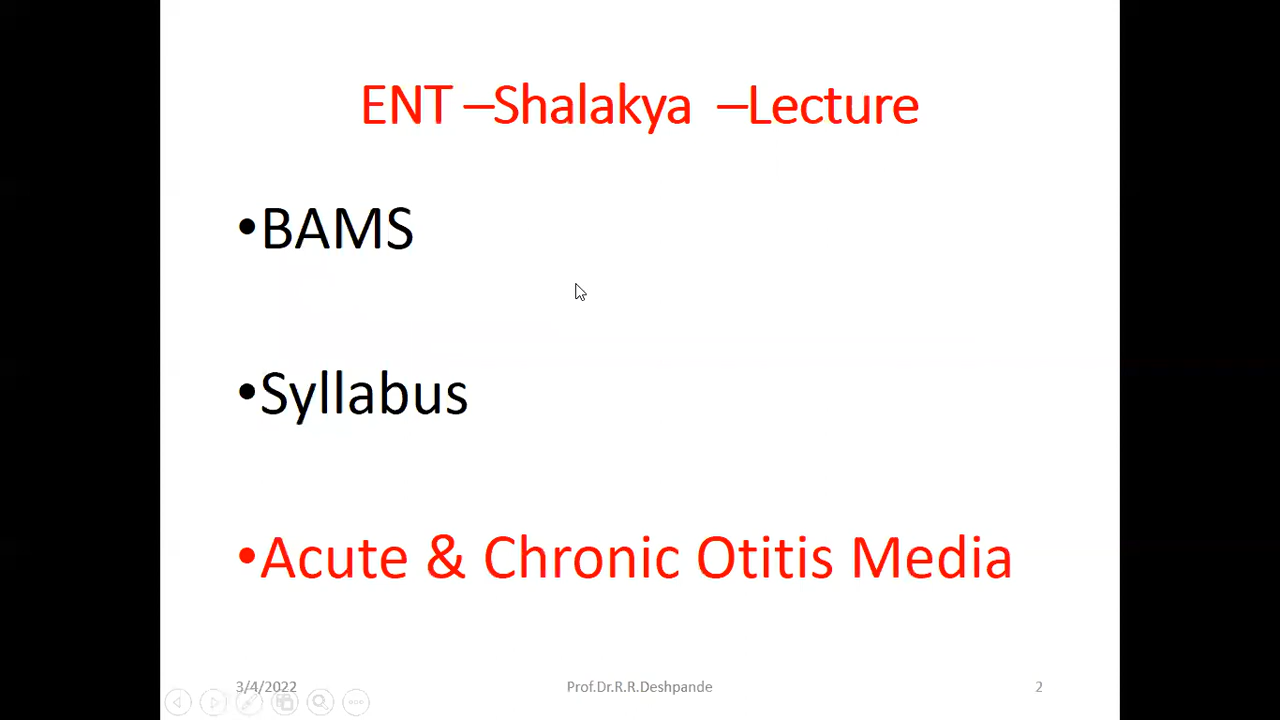 ENT –Shalakya –Lecture
•BAMS
•Syllabus
•Acute & Chronic Otitis Media
3/4/2022 Prof.Dr.R.R.Deshpande 2